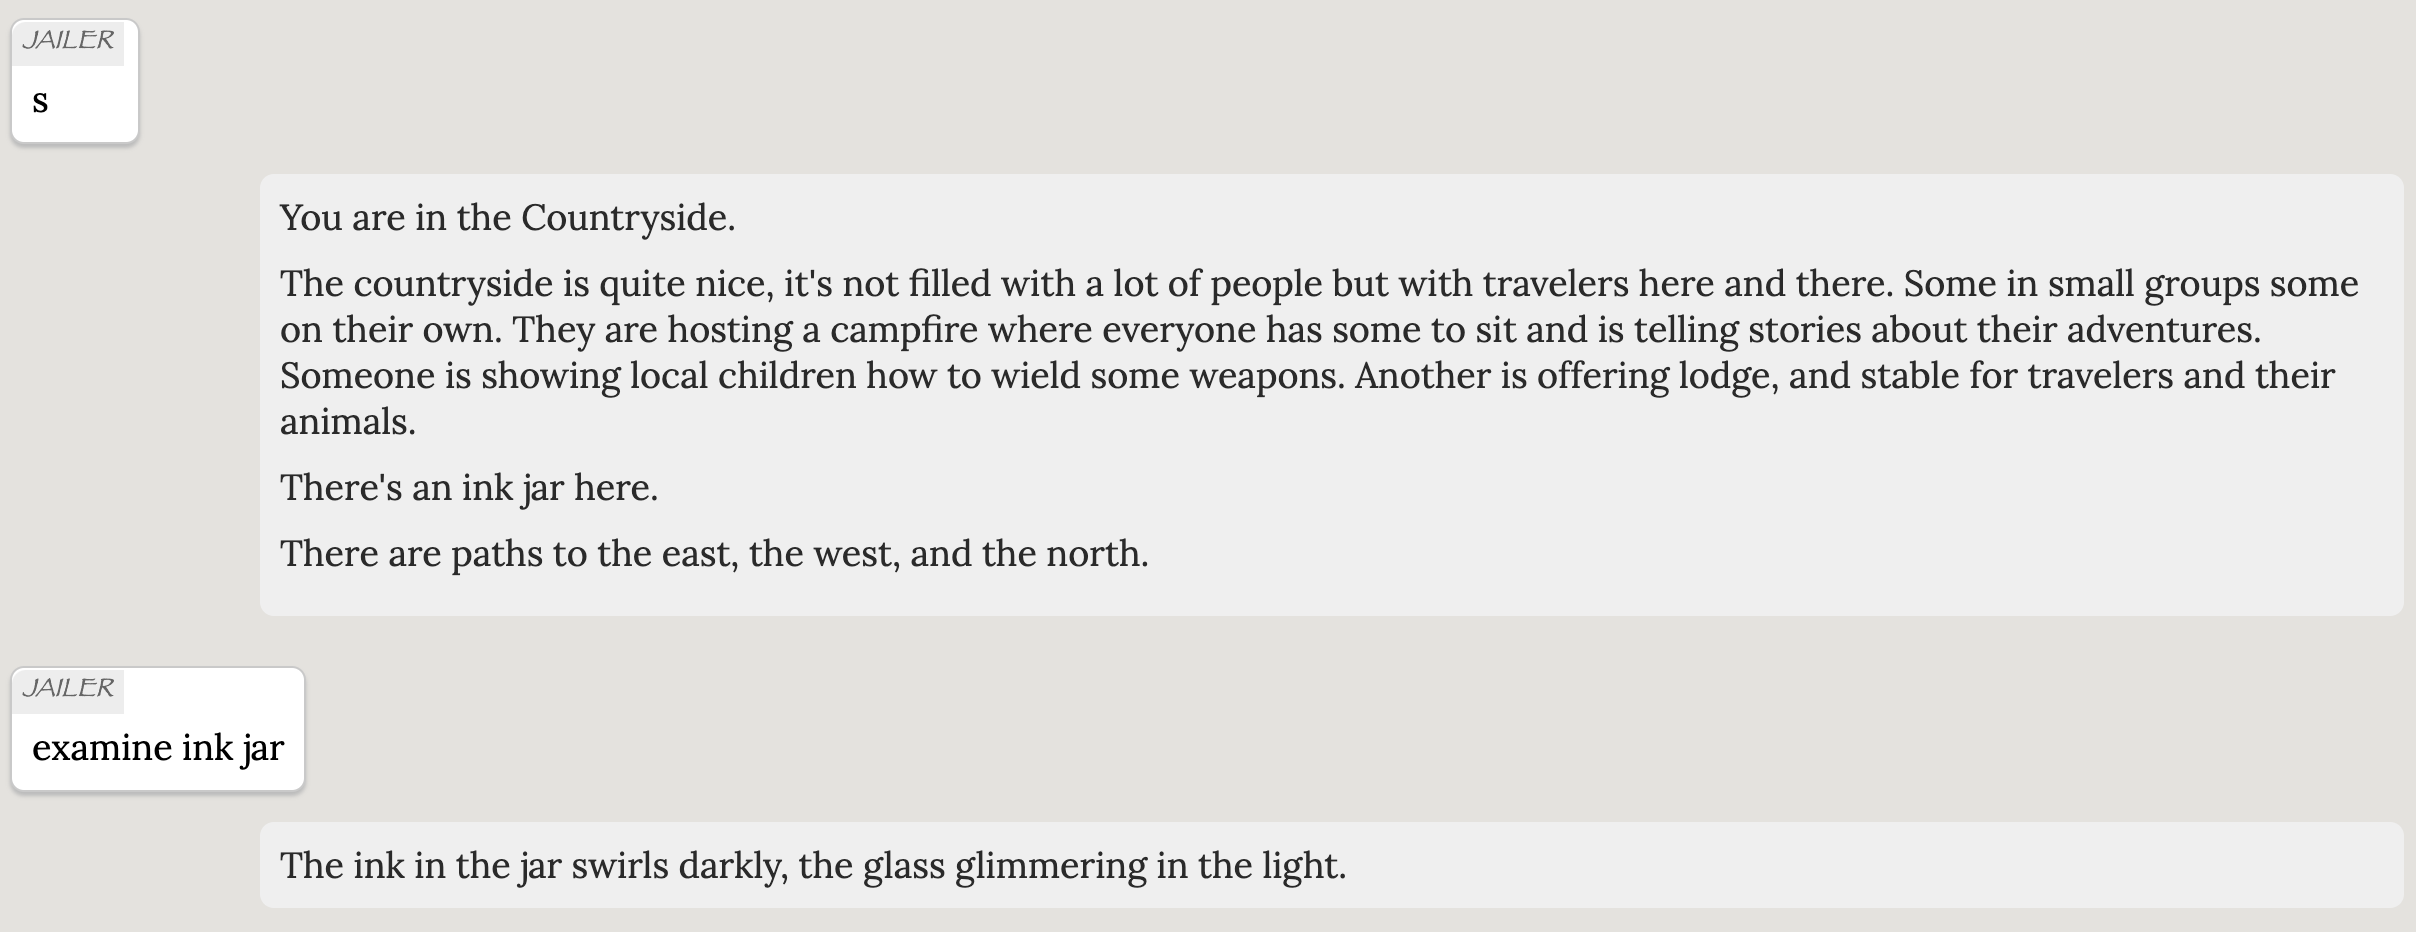 JAILER
s
You are in the Countryside.
The countryside is quite nice, it's not filled with a lot of people but with travelers here and there. Some in small groups some
on their own. They are hosting a campfire where everyone has some to sit and is telling stories about their adventures.
Someone is showing local children how to wield some weapons. Another is offering lodge, and stable for travelers and their
animals.
There's an ink jar here.
There are paths to the east, the west, and the north.
JAILER
examine ink jar
The ink in the jar swirls darkly, the glass glimmering in the light.